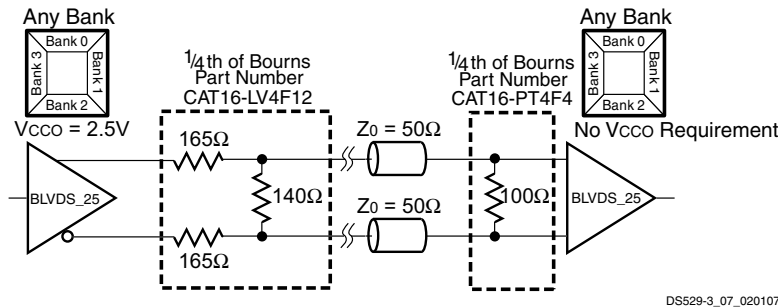 Any Bank
Bank 0
Bank 3
Bank 1
Bank 2
VCCO = 2.5V
1/4th of Bourns
Part Number
CAT16-LV4F12
1/4th of Bourns
Part Number
CAT16-PT4F4
Any Bank
Bank 0
Bank 3
Bank 1
Bank 2
No VCCO Requirement
BLVDS_25
165Ω
140Ω
165Ω
Z0 = 50Ω
Z0 = 50Ω
100Ω
BLVDS_25
DS529-3_07_020107